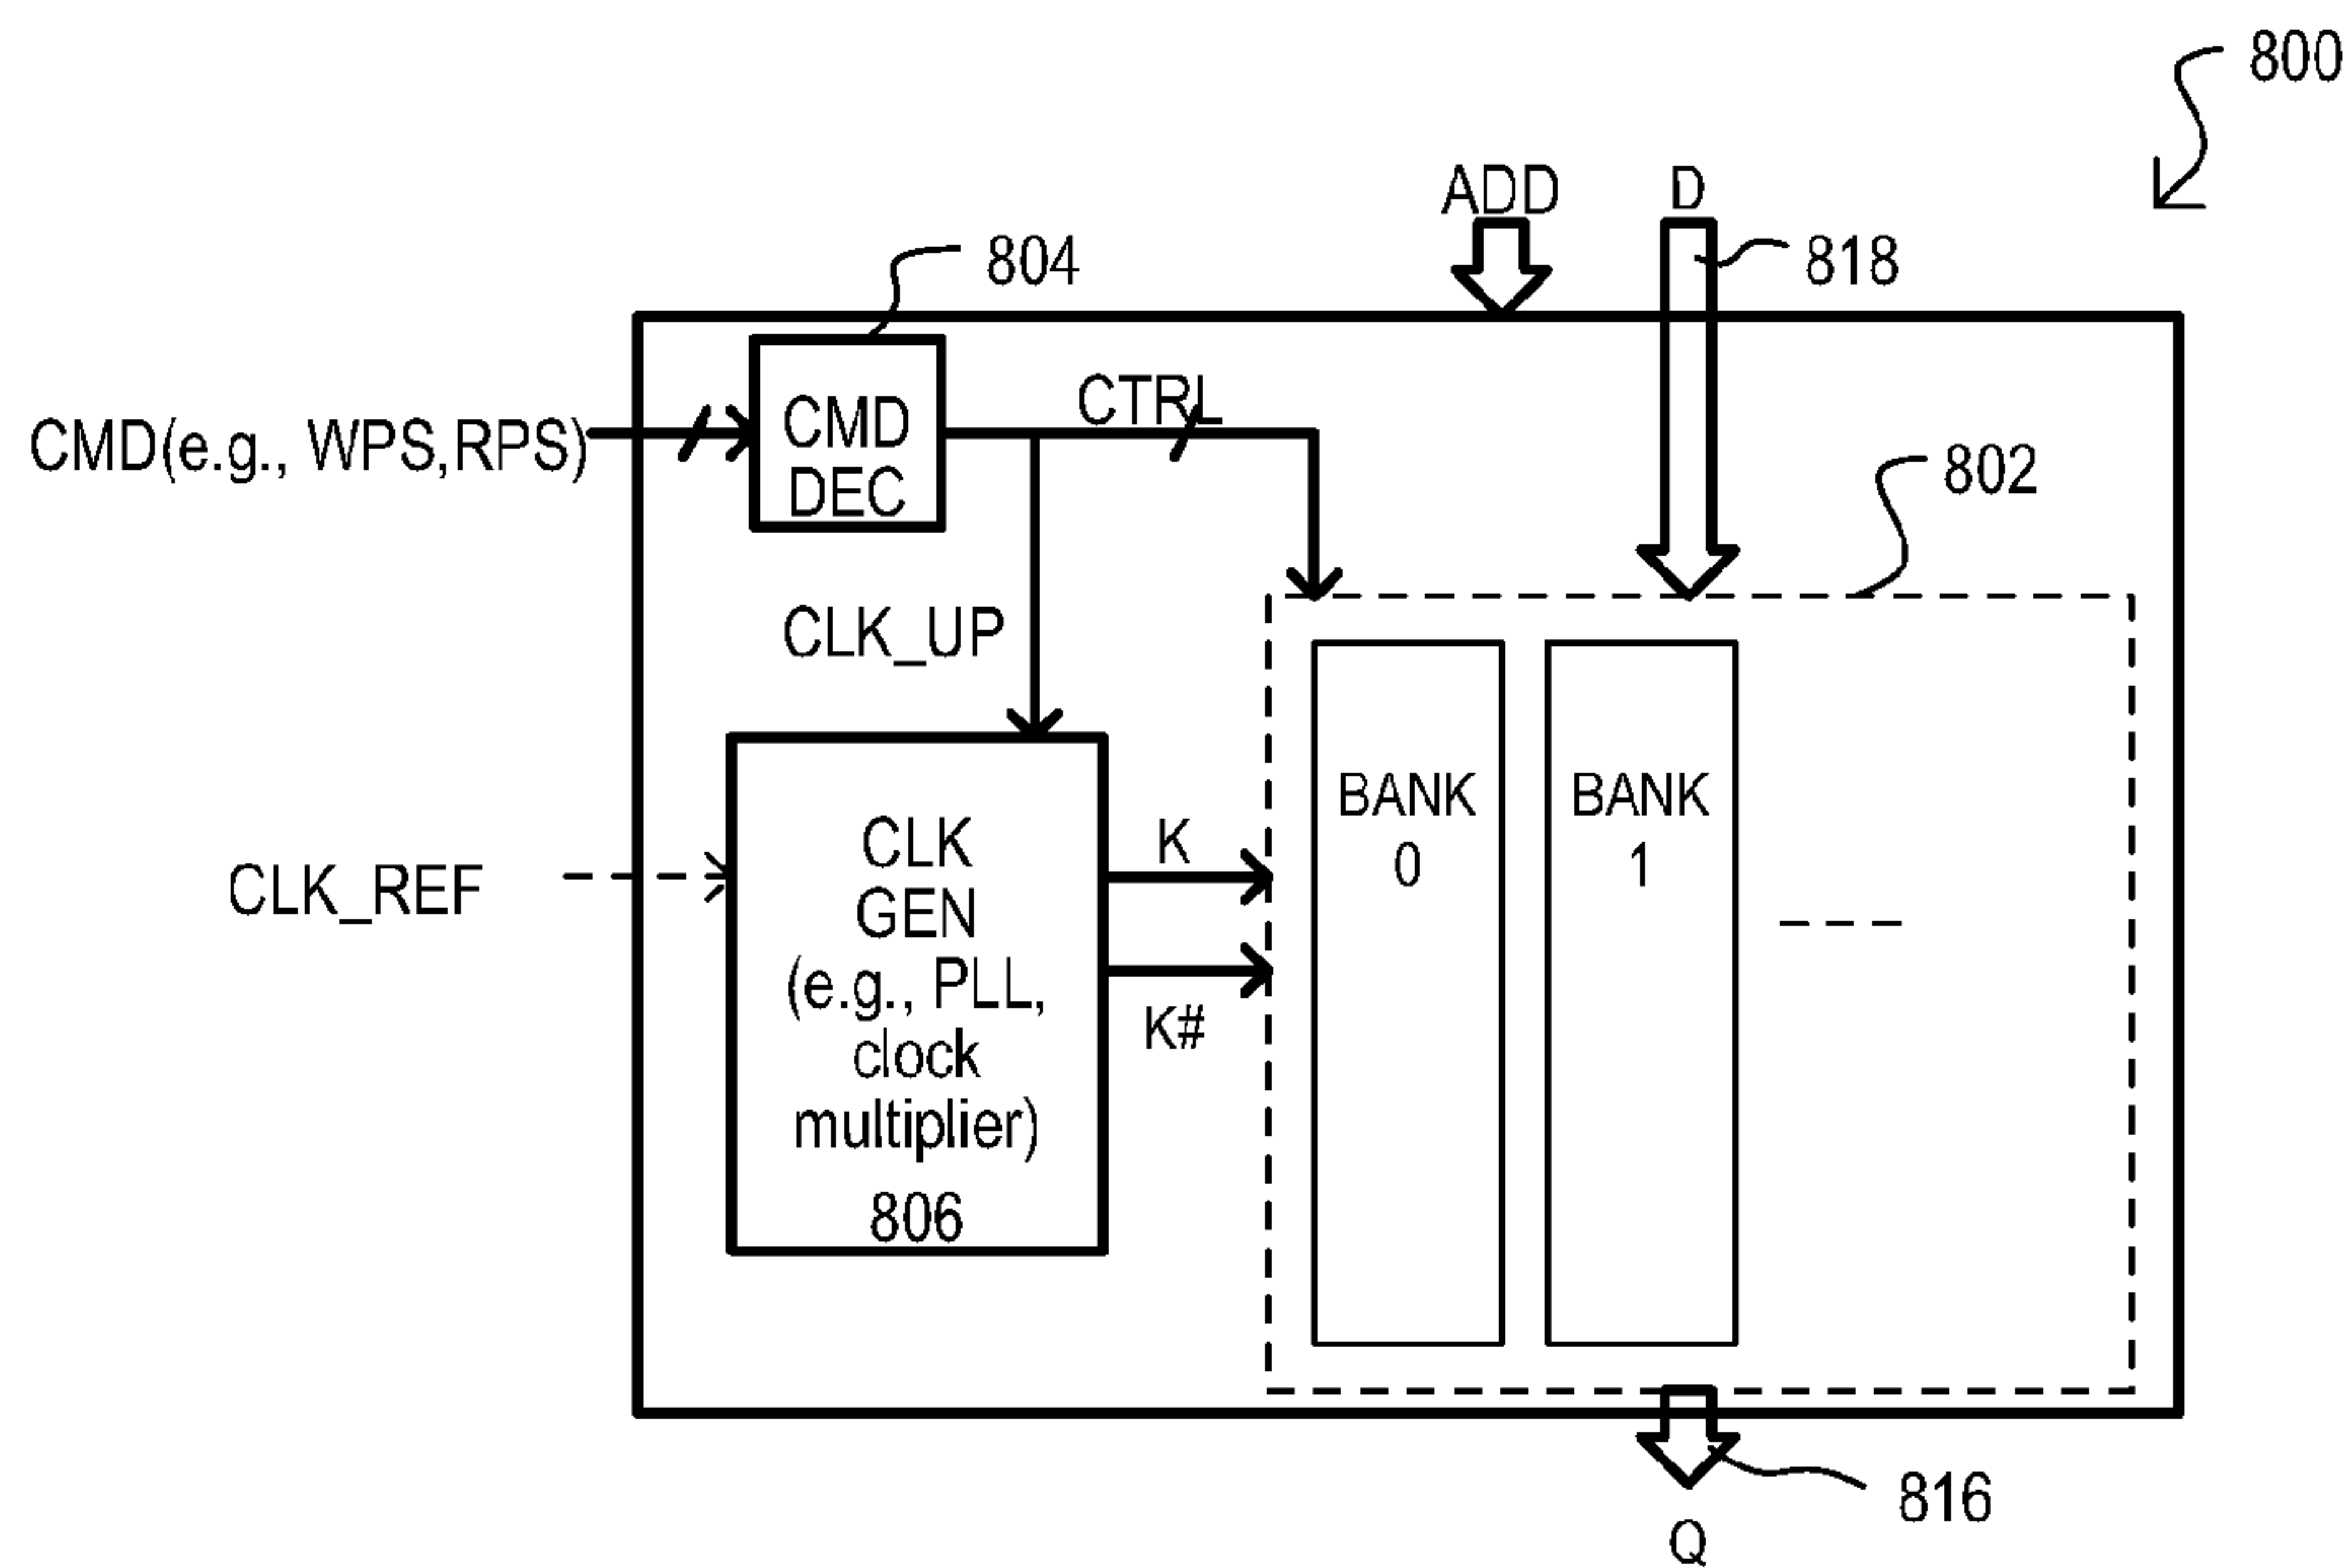 800
ADD
D
804
818
CMD(e.g., WPS,RPS)
CMD
DEC
CTRL
802
CLK_UP
BANK
0
BANK
1
CLK_REF
CLK
GEN
(e.g., PLL,
clock
multiplier)
806
K
K#
816
Q